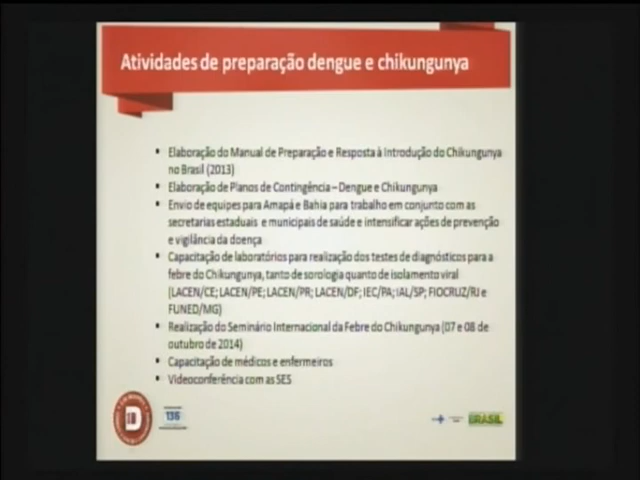 Atividades de preparação dengue e chikungunya
• Elaboração do Manual de Preparação e Resposta à Introdução do Chikungunya
no Brasil (2013)
• Elaboração de Planos de Contingência – Dengue e Chikungunya
• Envio de equipes para Amapá e Bahia para trabalho em conjunto com as
secretarias estaduais e municipais de saúde e intensificar ações de prevenção
e vigilância da doença
• Capacitação de laboratórios para realização dos testes de diagnósticos para a
febre do Chikungunya, tanto de sorologia quanto de isolamento viral
(LACEN/CE; LACEN/PE; LACEN/PR; LACEN/DF; IEC/PA; IAL/SP; FIOCRUZ/RJ e
FUNED/MG)
• Realização do Seminário Internacional da Febre do Chikungunya (07 e 08 de
outubro de 2014)
• Capacitação de médicos e enfermeiros
• Videoconferência com as SES
136
BRASIL